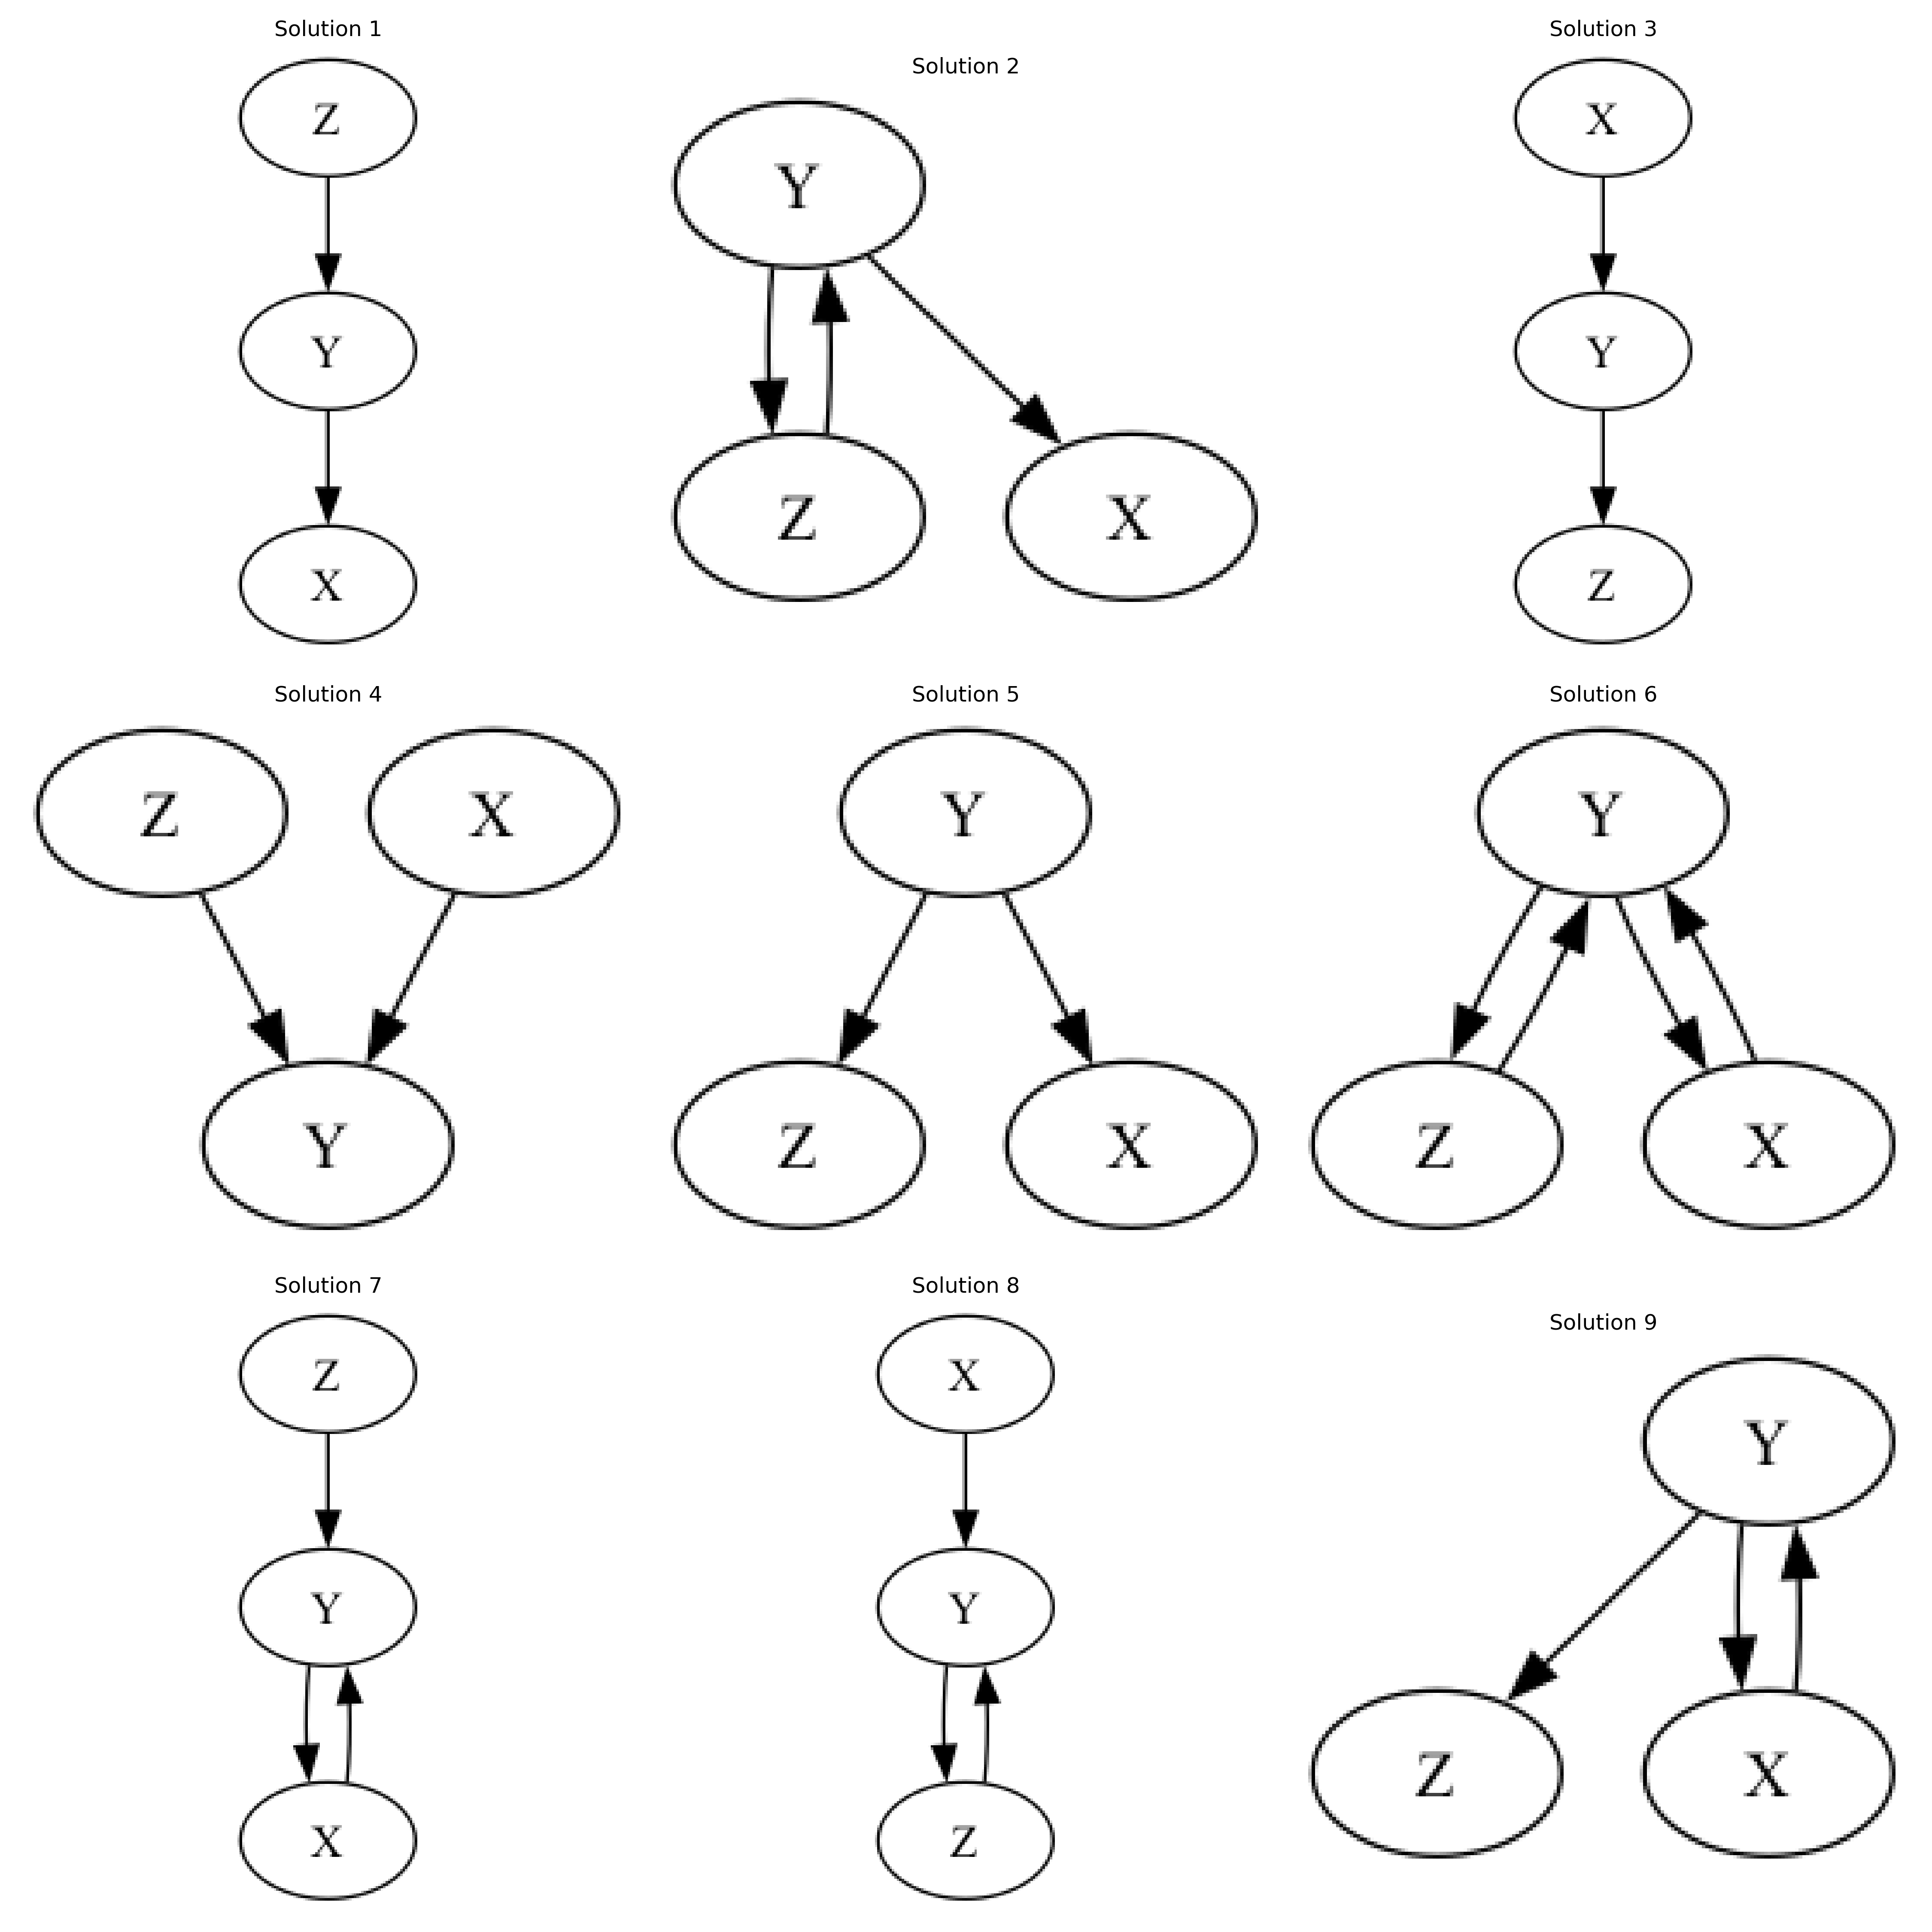 Solution 1
Z
Y
X
Solution 2
Y
Z X
Solution 3
X
Y
Z
Solution 4
Z X
Y
Solution 5
Y
Z X
Solution 6
Y
Z X
Solution 7
Z
Y
X
Solution 8
X
Y
Z
Solution 9
Y
Z X